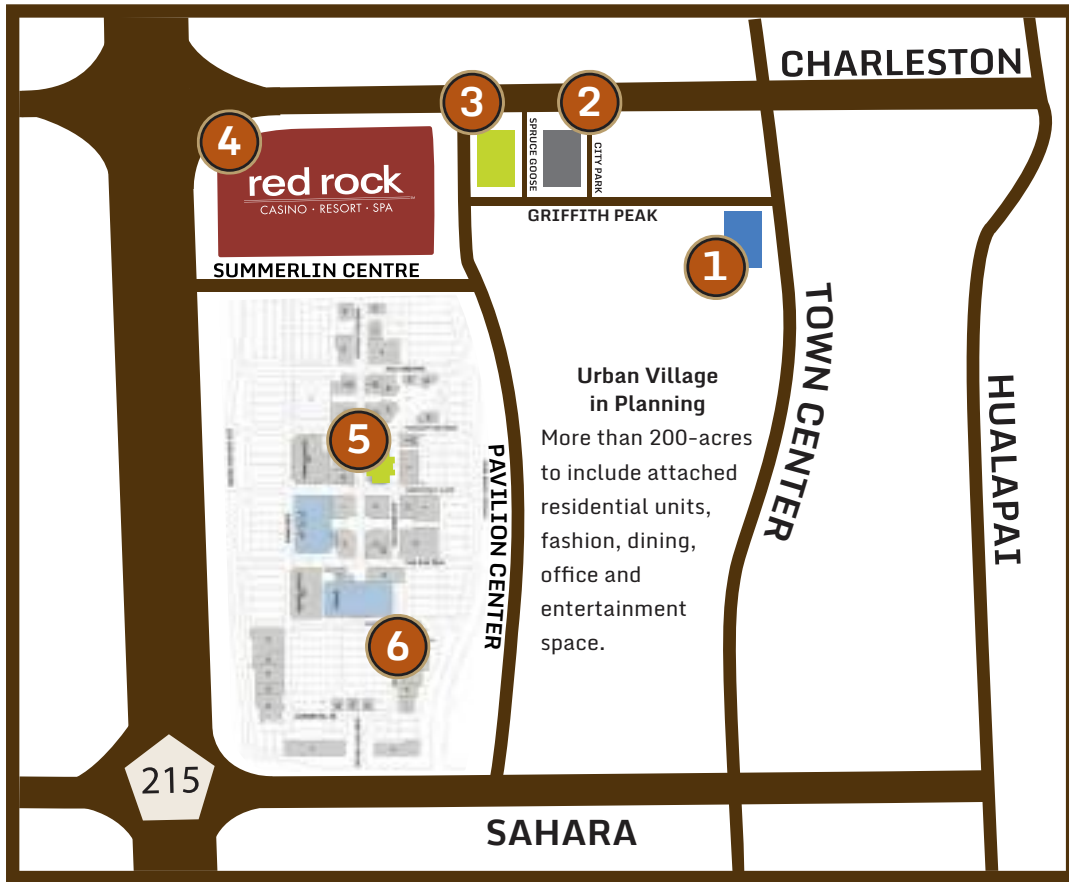 CHARLESTON
3
2
4
SPRUCE GOOSE
CITY PARK
red rock
CASINO · RESORT · SPA
GRIFFITH PEAK
1
SUMMERLIN CENTRE
TOWN CENTER
HUALAPAI
Urban Village
in Planning
More than 200-acres
to include attached
residential units,
fashion, dining,
office and
entertainment
space.
5
PAVILION CENTER
6
215
SAHARA